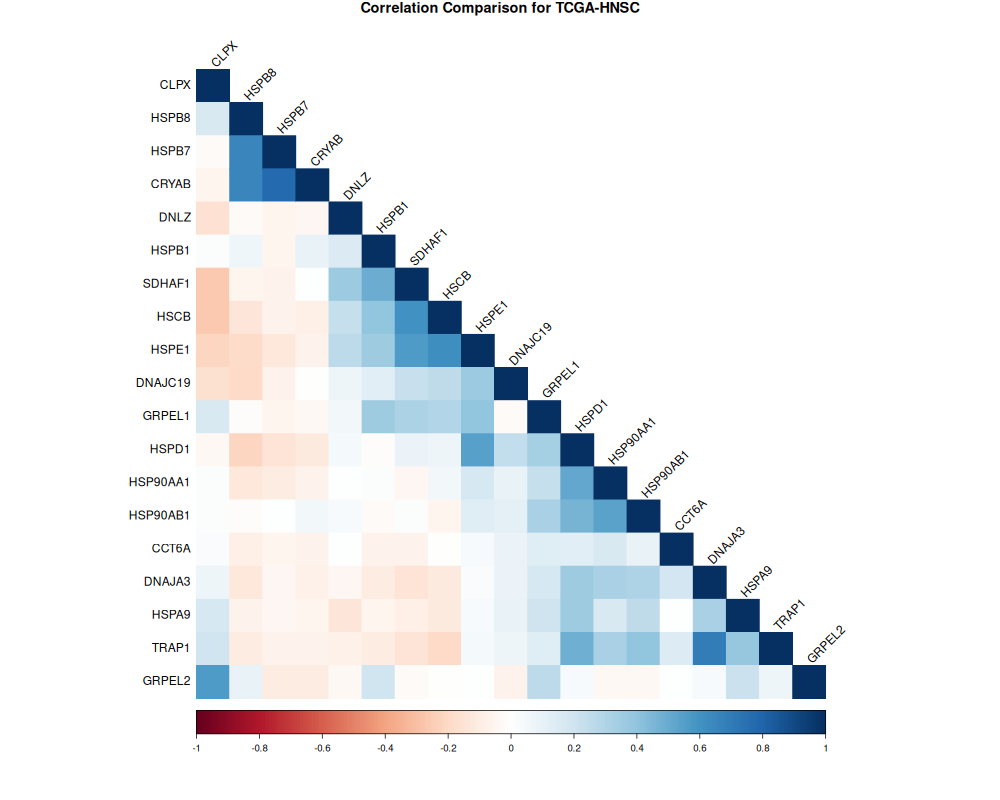 Correlation Comparison for TCGA-HNSC
CLPX
CLPX
HSPB8
HSPB8
HSPB7
HSPB7
CRYAB
CRYAB
DNLZ
DNLZ
HSPB1
HSPB1
SDHAF1
SDHAF1
HSCB
HSCB
HSPE1
HSPE1
DNAJC19
DNAJC19
GRPEL1
GRPEL1
HSPD1
HSPD1
HSP90AA1
HSP90AA1
HSP90AB1
HSP90AB1
CCT6A
CCT6A
DNAJA3
DNAJA3
HSPA9
HSPA9
TRAP1
TRAP1
GRPEL2
GRPEL2
-1 -0.8 -0.6 -0.4 -0.2 0 0.2 0.4 0.6 0.8 1